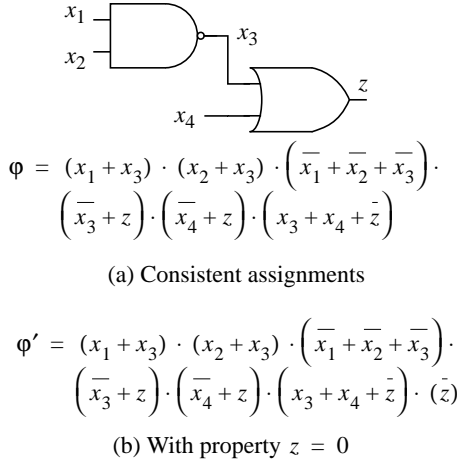 x₁
x₂
x₃
z
x₄
φ = (x₁ + x₃) · (x₂ + x₃) · (x̅₁ + x̅₂ + x̅₃) ·
(x̅₃ + z) · (x̅₄ + z) · (x₃ + x₄ + z̅)
(a) Consistent assignments
φ′ = (x₁ + x₃) · (x₂ + x₃) · (x̅₁ + x̅₂ + x̅₃) ·
(x̅₃ + z) · (x̅₄ + z) · (x₃ + x₄ + z̅) · (z̅)
(b) With property z = 0